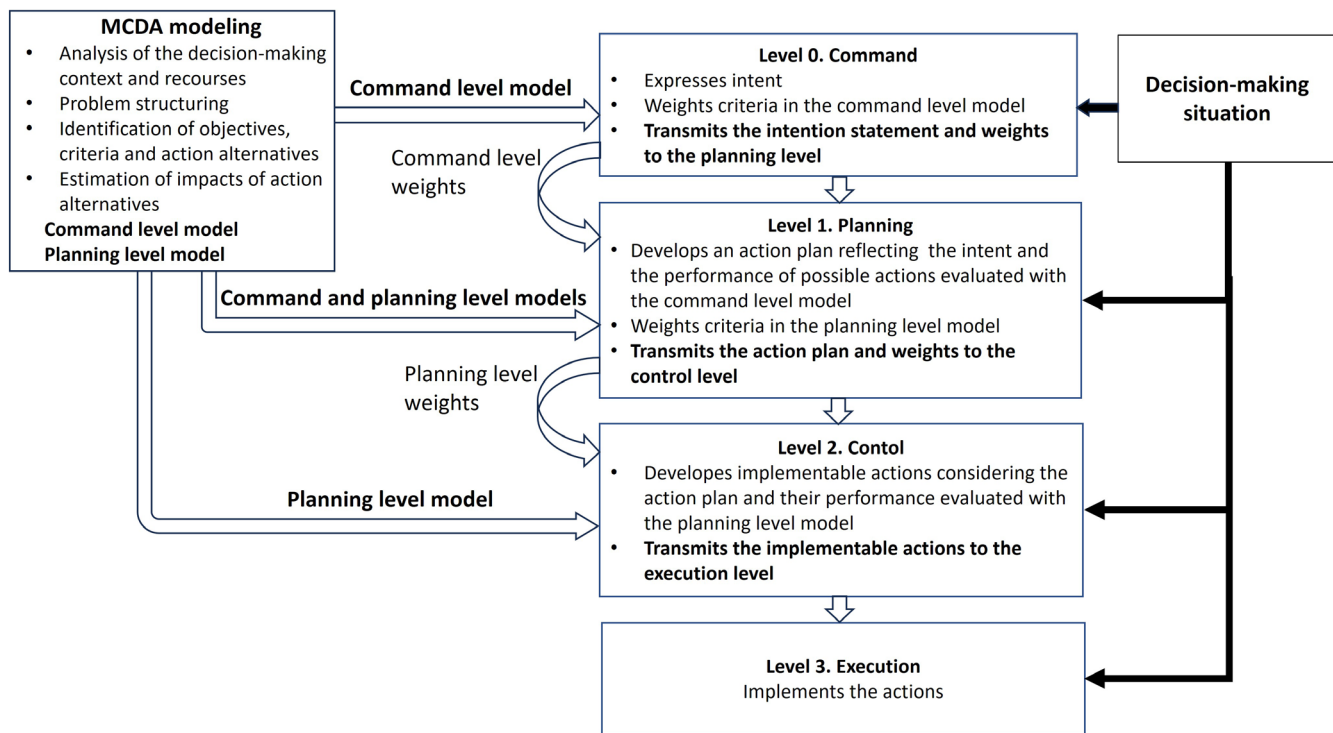 MCDA modeling
• Analysis of the decision-making
context and recourses
• Problem structuring
• Identification of objectives,
criteria and action alternatives
• Estimation of impacts of action
alternatives
Command level model
Planning level model
Command level model
Command level
weights
Command and planning level models
Planning level
weights
Planning level model
Level 0. Command
• Expresses intent
• Weights criteria in the command level model
• Transmits the intention statement and weights
to the planning level
Level 1. Planning
• Develops an action plan reflecting the intent and
the performance of possible actions evaluated with
the command level model
• Weights criteria in the planning level model
• Transmits the action plan and weights to the
control level
Level 2. Contol
• Developes implementable actions considering the
action plan and their performance evaluated with
the planning level model
• Transmits the implementable actions to the
execution level
Level 3. Execution
Implements the actions
Decision-making
situation